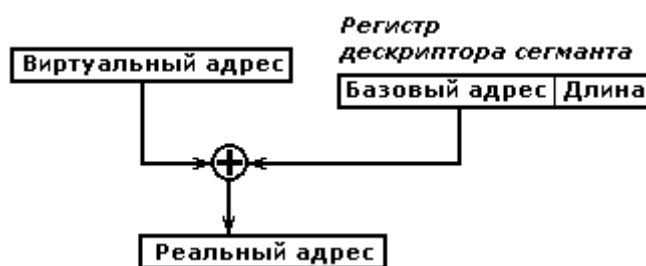 Регистр
дескриптора сегманта
Виртуальный адрес
Базовый адрес Длина
Реальный адрес